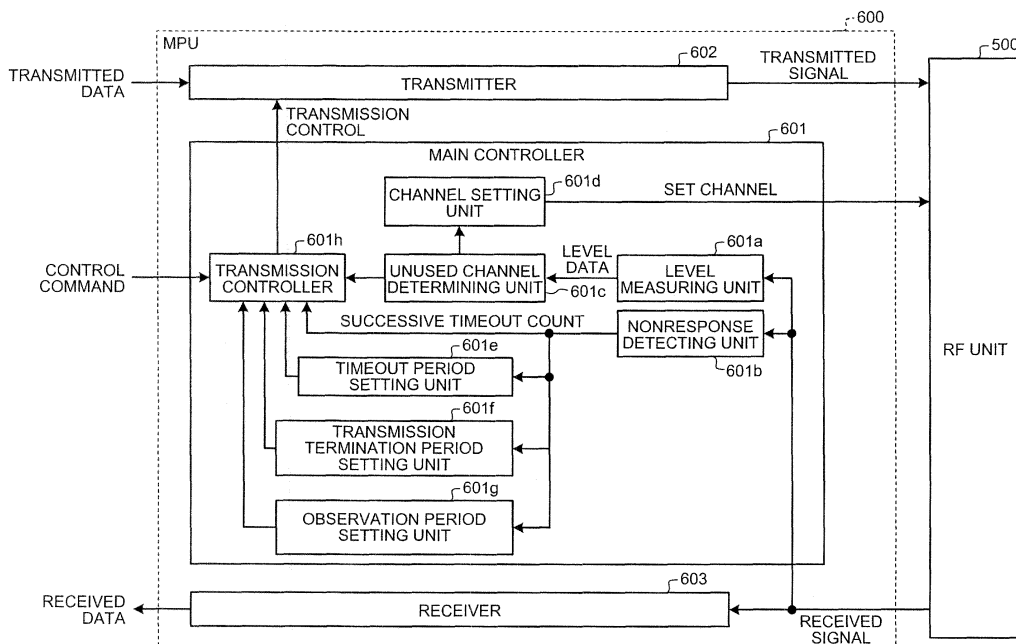 600
MPU
500
602
TRANSMITTED
DATA
TRANSMITTER
TRANSMITTED
SIGNAL
TRANSMISSION
CONTROL
601
MAIN CONTROLLER
601d
CHANNEL SETTING
UNIT
SET CHANNEL
601h
601a
CONTROL
COMMAND
TRANSMISSION
CONTROLLER
UNUSED CHANNEL
DETERMINING UNIT
601c
LEVEL
DATA
LEVEL
MEASURING UNIT
SUCCESSIVE TIMEOUT COUNT
NONRESPONSE
DETECTING UNIT
601b
RF UNIT
601e
TIMEOUT PERIOD
SETTING UNIT
601f
TRANSMISSION
TERMINATION PERIOD
SETTING UNIT
601g
OBSERVATION PERIOD
SETTING UNIT
603
RECEIVED
DATA
RECEIVER
RECEIVED
SIGNAL